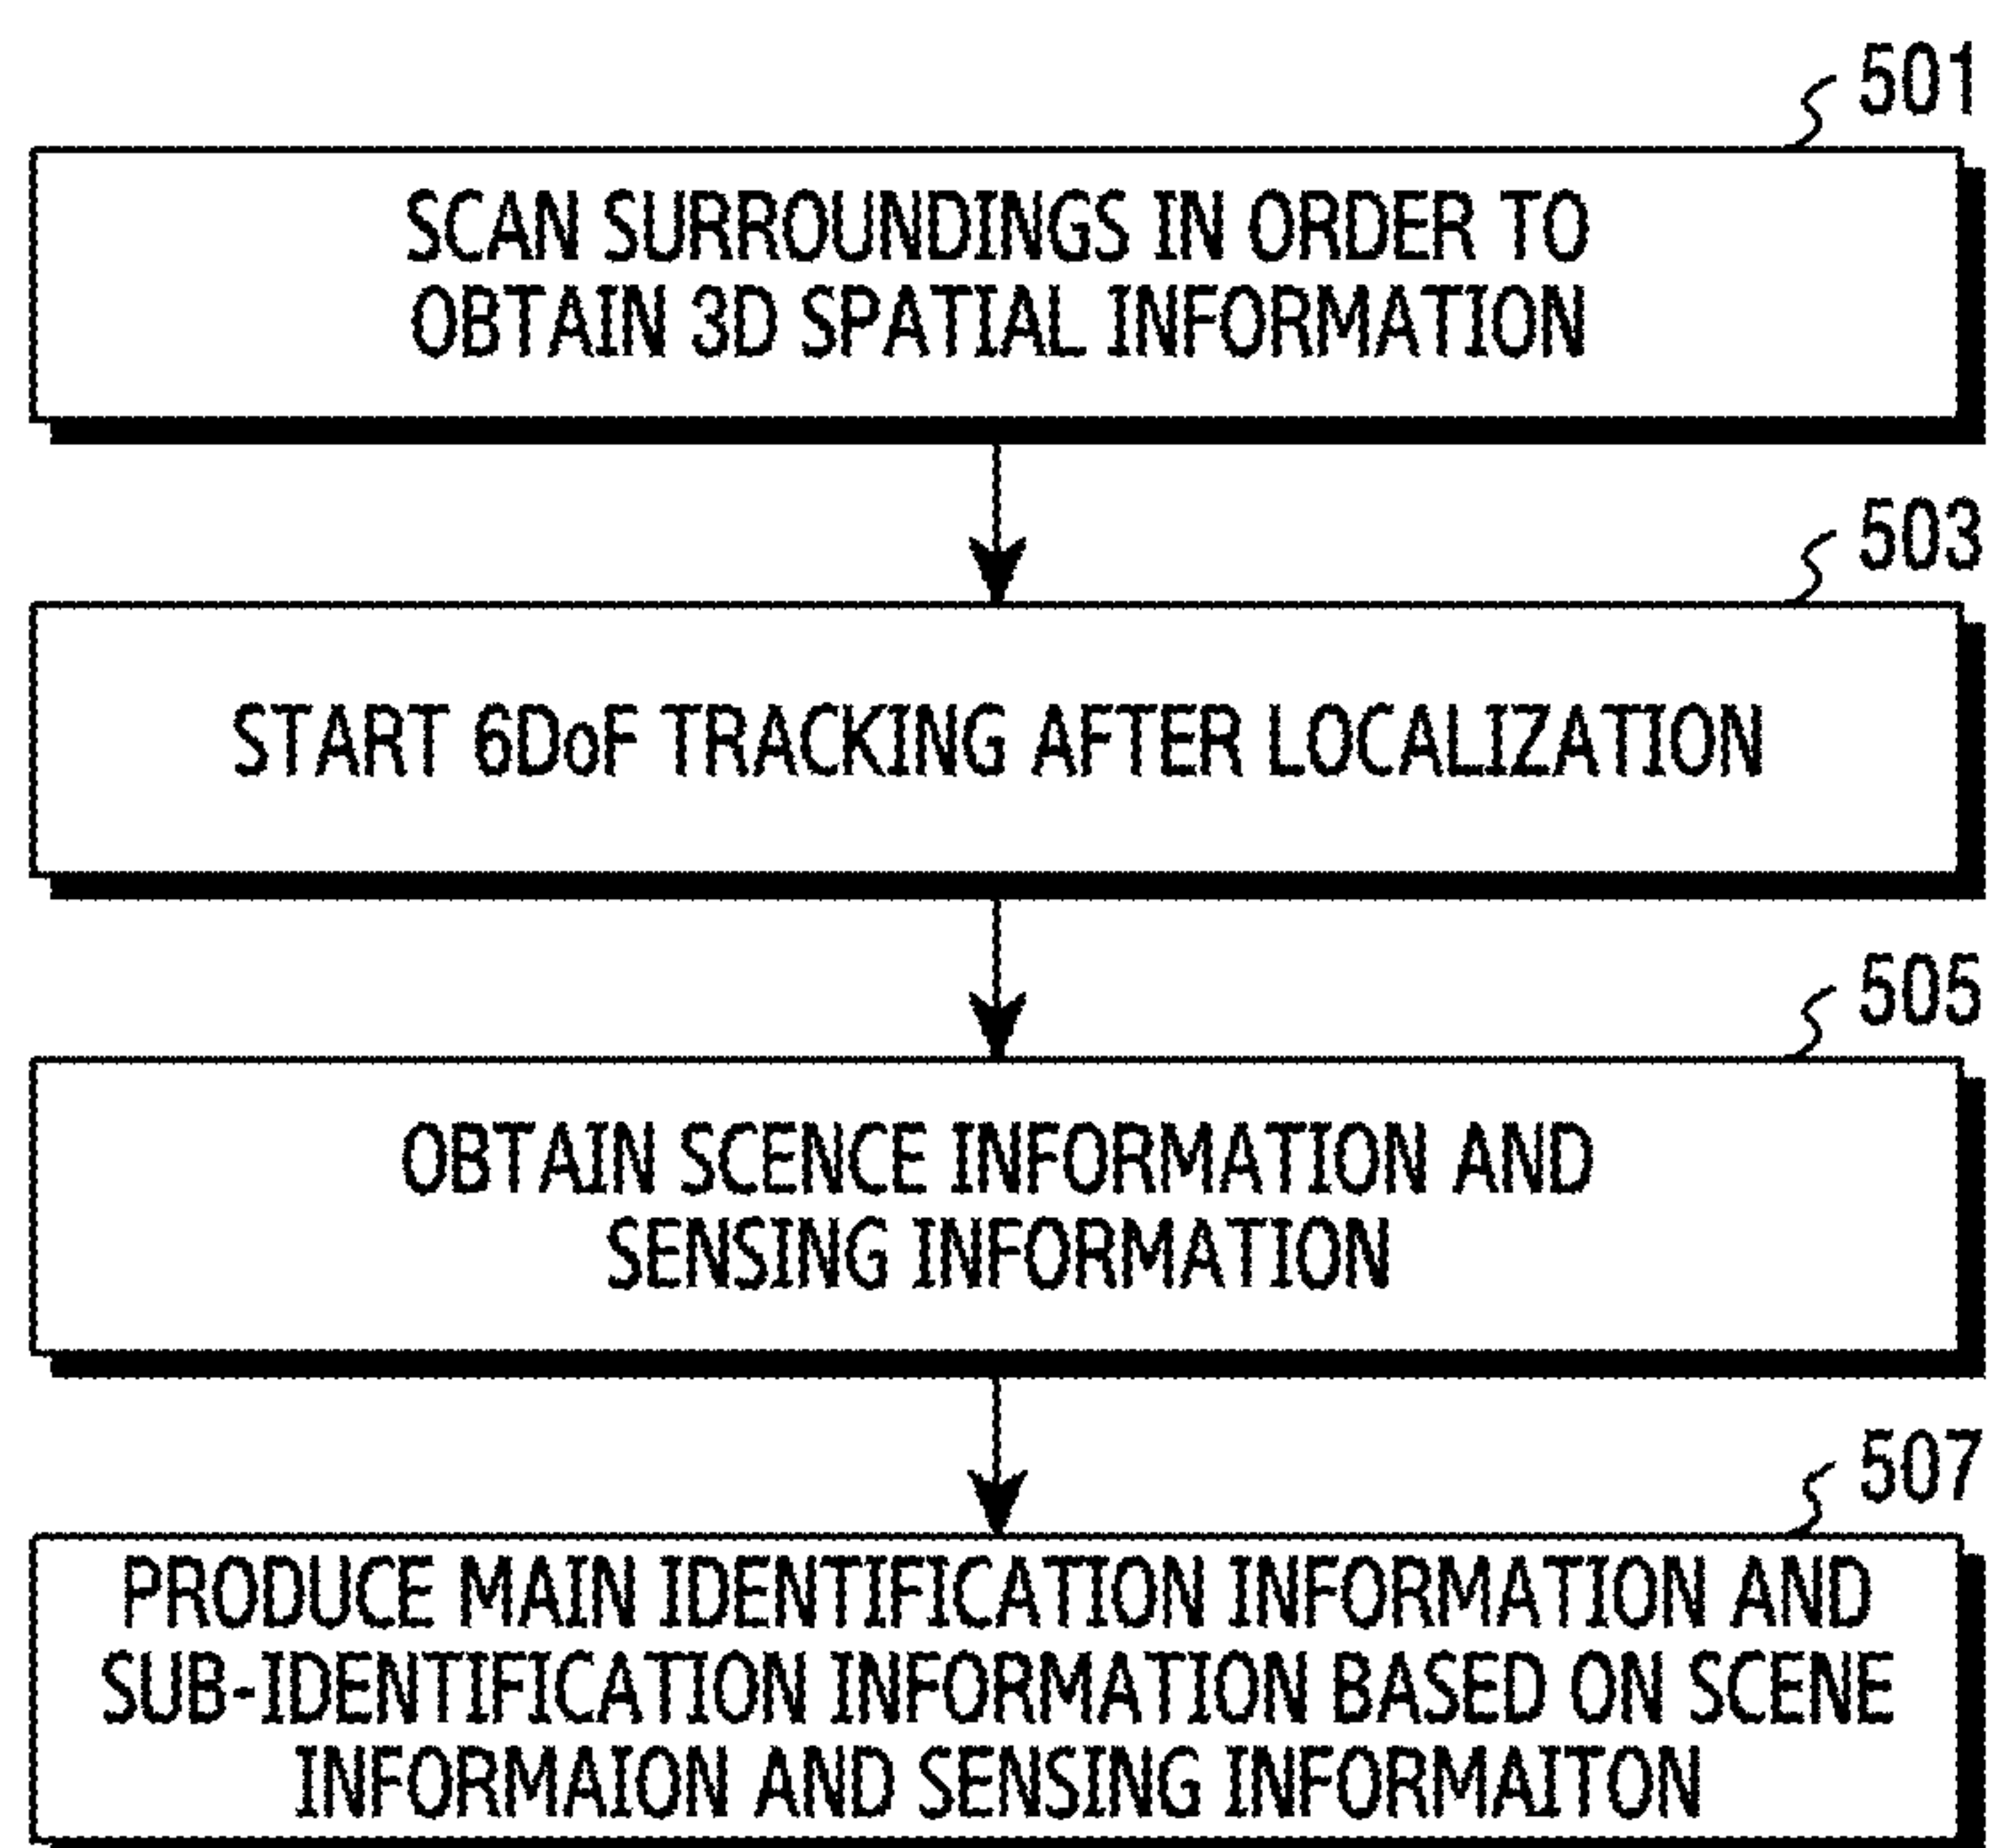 501
SCAN SURROUNDINGS IN ORDER TO
OBTAIN 3D SPATIAL INFORMATION
503
START 6DoF TRACKING AFTER LOCALIZATION
505
OBTAIN SCENCE INFORMATION AND
SENSING INFORMATION
507
PRODUCE MAIN IDENTIFICATION INFORMATION AND
SUB-IDENTIFICATION INFORMATION BASED ON SCENE
INFORMAION AND SENSING INFORMAITON